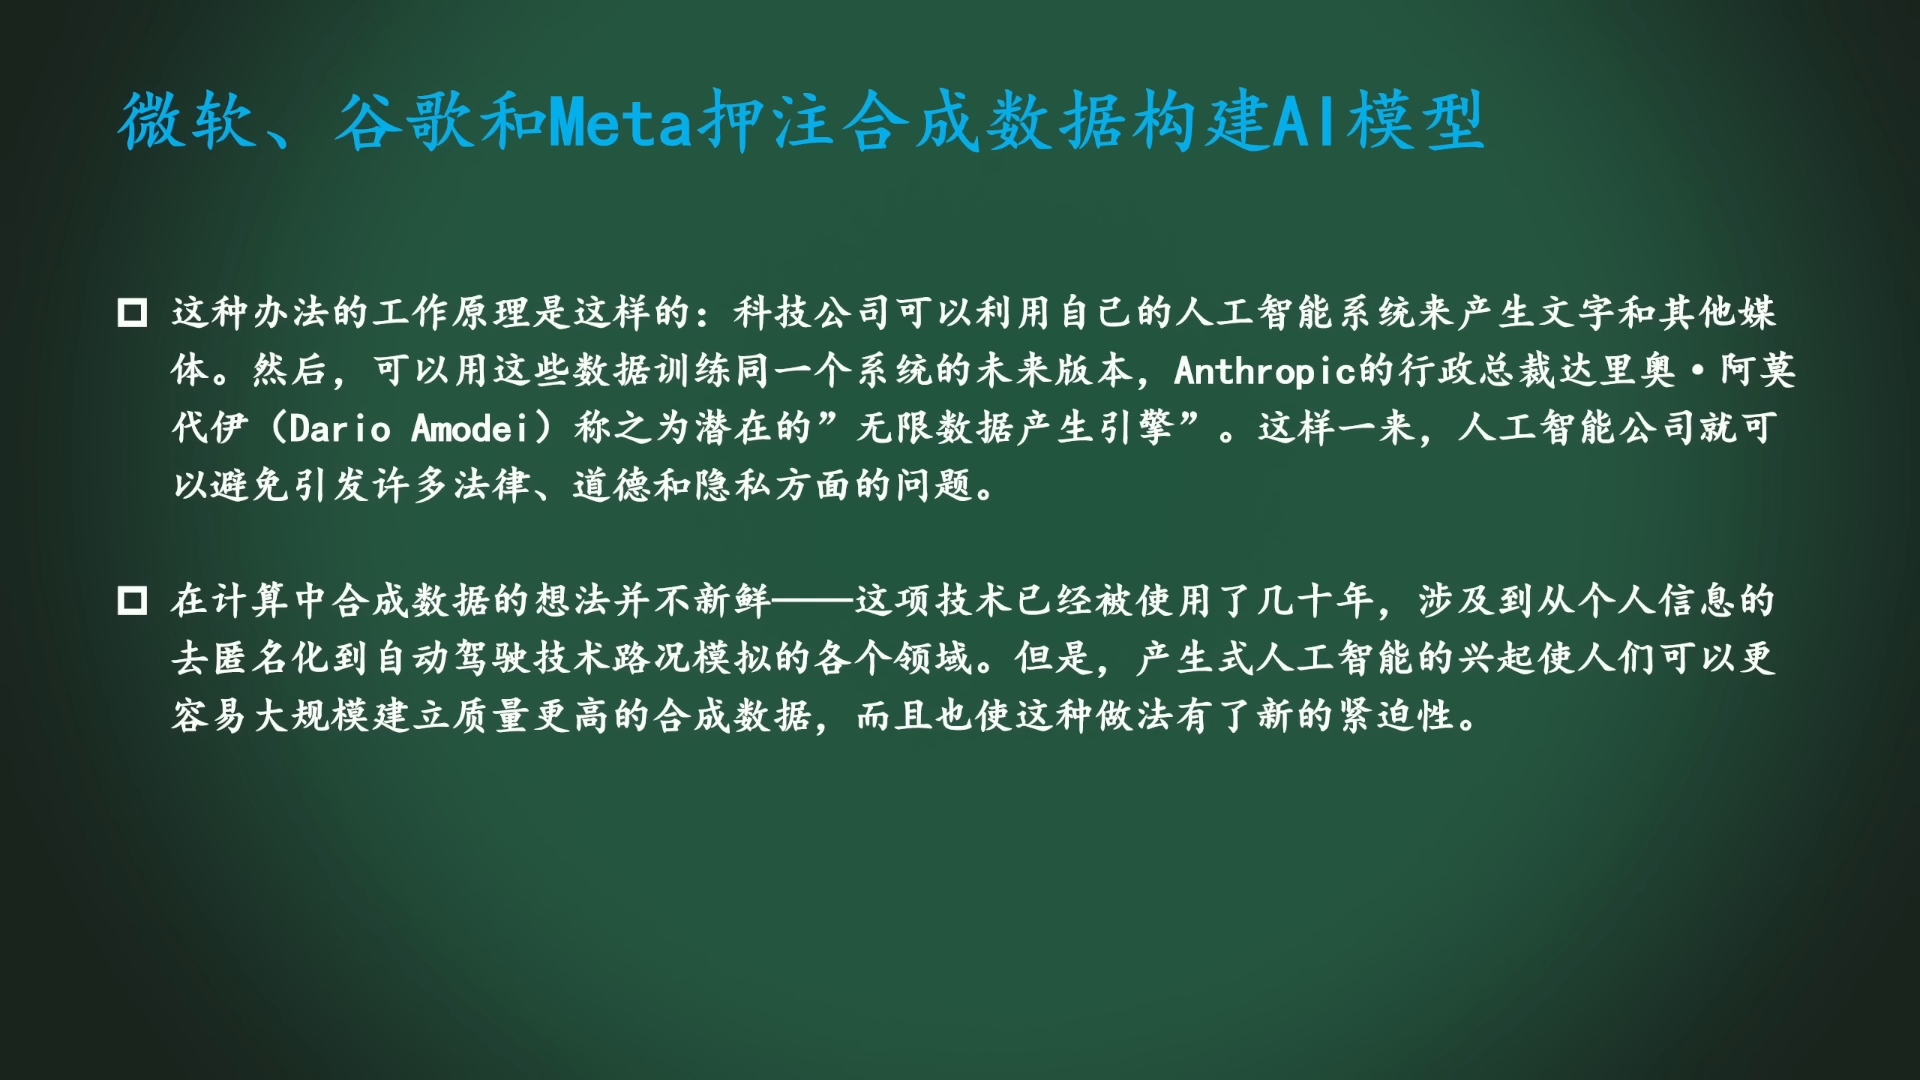 微软、谷歌和Meta押注合成数据构建AI模型
这种办法的工作原理是这样的：科技公司可以利用自己的人工智能系统来产生文字和其他媒
体。然后，可以用这些数据训练同一个系统的未来版本，Anthropic的行政总裁达里奥·阿莫
代伊（Dario Amodei）称之为潜在的”无限数据产生引擎”。这样一来，人工智能公司就可
以避免引发许多法律、道德和隐私方面的问题。
在计算中合成数据的想法并不新鲜——这项技术已经被使用了几十年，涉及到从个人信息的
去匿名化到自动驾驶技术路况模拟的各个领域。但是，产生式人工智能的兴起使人们可以更
容易大规模建立质量更高的合成数据，而且也使这种做法有了新的紧迫性。